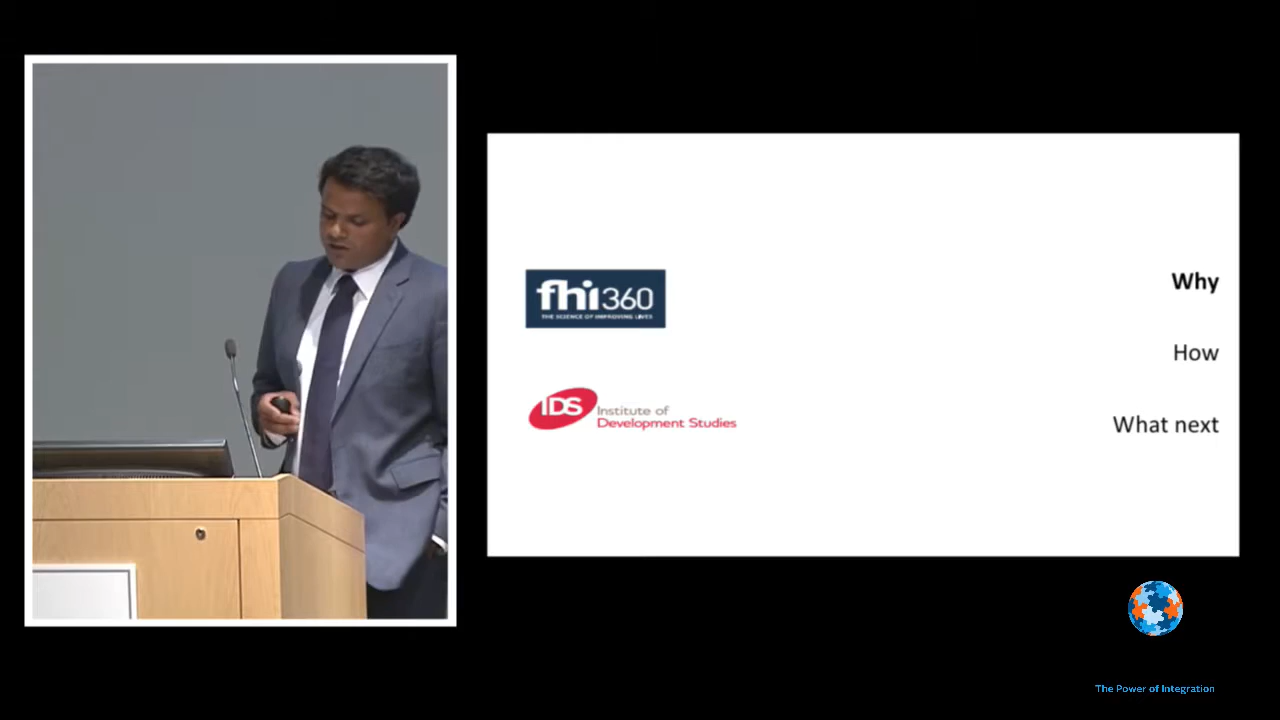 fhi360
THE SCIENCE OF IMPROVING LIVES
IDS
Institute of
Development Studies
Why
How
What next
The Power of Integration